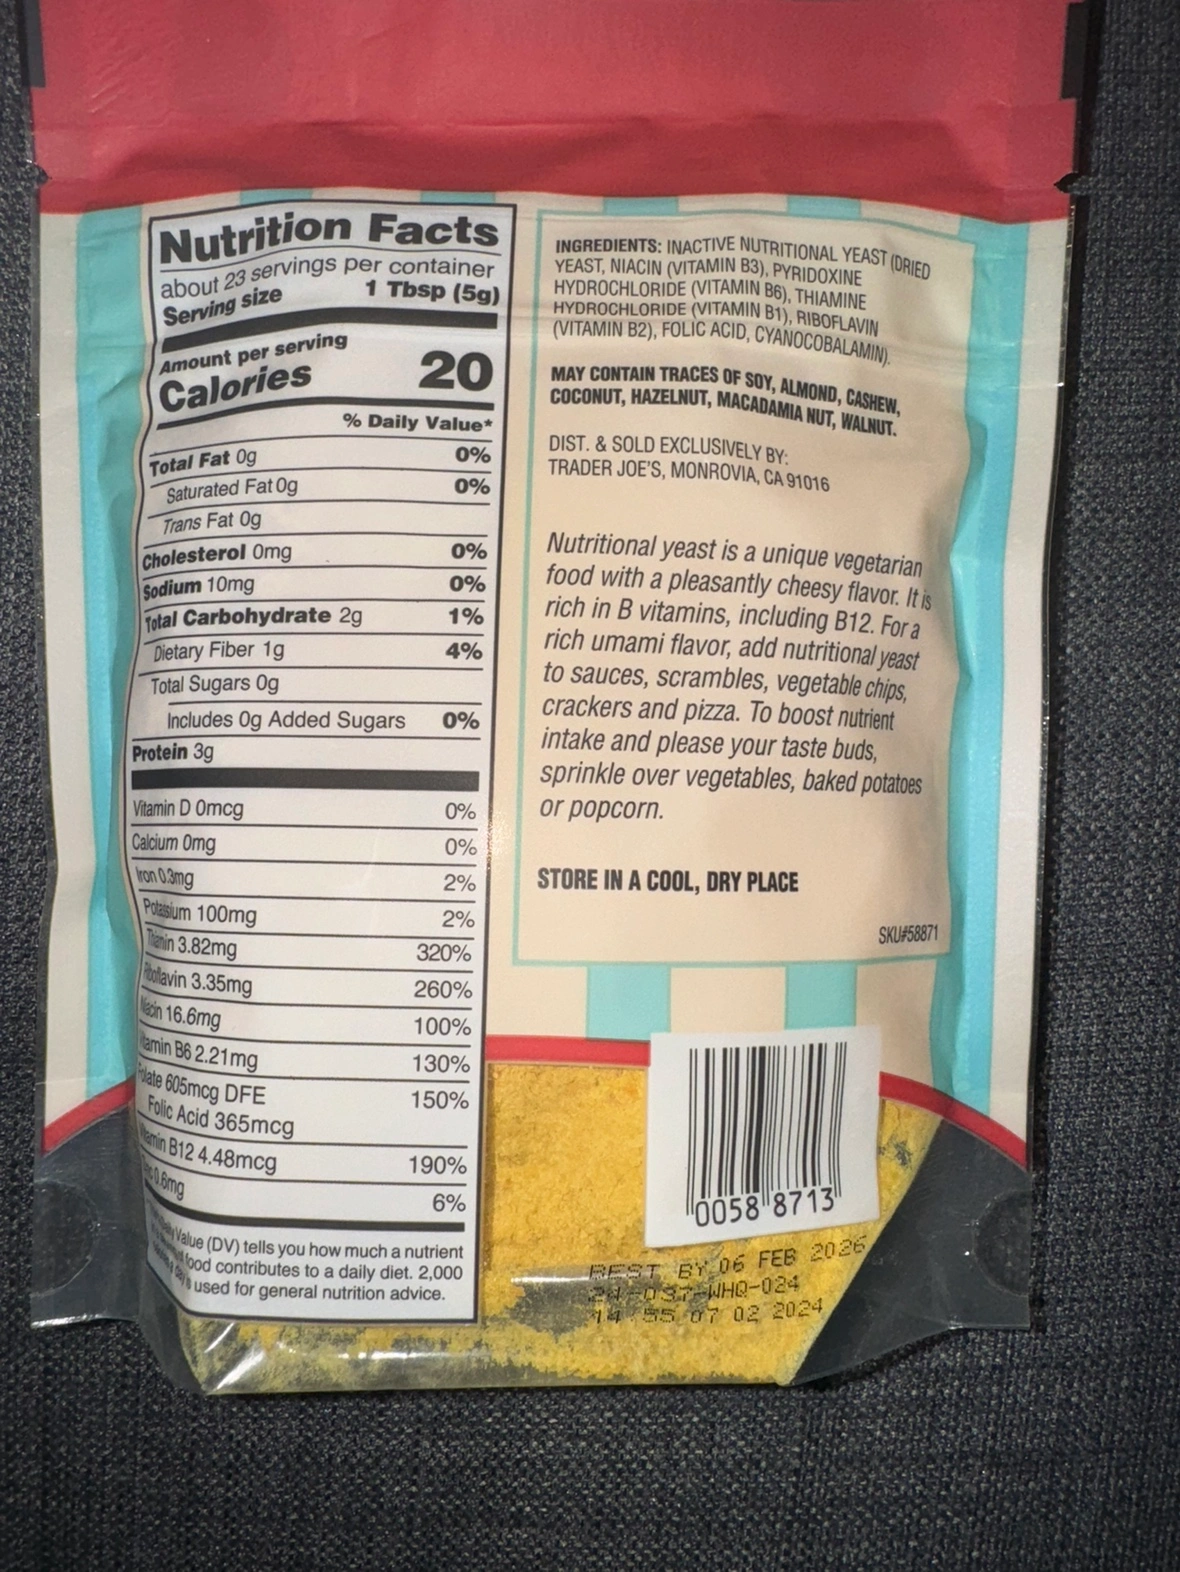 Nutrition Facts
about 23 servings per container
Serving size 1 Tbsp (5g)
Amount per serving
Calories 20
% Daily Value*
Total Fat 0g 0%
Saturated Fat 0g 0%
Trans Fat 0g
Cholesterol 0mg 0%
Sodium 10mg 0%
Total Carbohydrate 2g 1%
Dietary Fiber 1g 4%
Total Sugars 0g
Includes 0g Added Sugars 0%
Protein 3g
Vitamin D 0mcg 0%
Calcium 0mg 0%
Iron 0.3mg 2%
Potassium 100mg 2%
Thiamin 3.82mg 320%
Riboflavin 3.35mg 260%
Niacin 16.6mg 100%
Vitamin B6 2.21mg 130%
Folate 605mcg DFE 150%
Folic Acid 365mcg
Vitamin B12 4.48mcg 190%
Zinc 0.6mg 6%
Daily Value (DV) tells you how much a nutrient
food contributes to a daily diet. 2,000
used for general nutrition advice.
INGREDIENTS: INACTIVE NUTRITIONAL YEAST (DRIED
YEAST, NIACIN (VITAMIN B3), PYRIDOXINE
HYDROCHLORIDE (VITAMIN B6), THIAMINE
HYDROCHLORIDE (VITAMIN B1), RIBOFLAVIN
(VITAMIN B2), FOLIC ACID, CYANOCOBALAMIN).
MAY CONTAIN TRACES OF SOY, ALMOND, CASHEW,
COCONUT, HAZELNUT, MACADAMIA NUT, WALNUT.
DIST. & SOLD EXCLUSIVELY BY:
TRADER JOE'S, MONROVIA, CA 91016
Nutritional yeast is a unique vegetarian
food with a pleasantly cheesy flavor. It is
rich in B vitamins, including B12. For a
rich umami flavor, add nutritional yeast
to sauces, scrambles, vegetable chips,
crackers and pizza. To boost nutrient
intake and please your taste buds,
sprinkle over vegetables, baked potatoes
or popcorn.
STORE IN A COOL, DRY PLACE
SKU#58871
0058 8713
BEST BY 06 FEB 2026
24-037-WHQ-024
14:55 07 02 2024